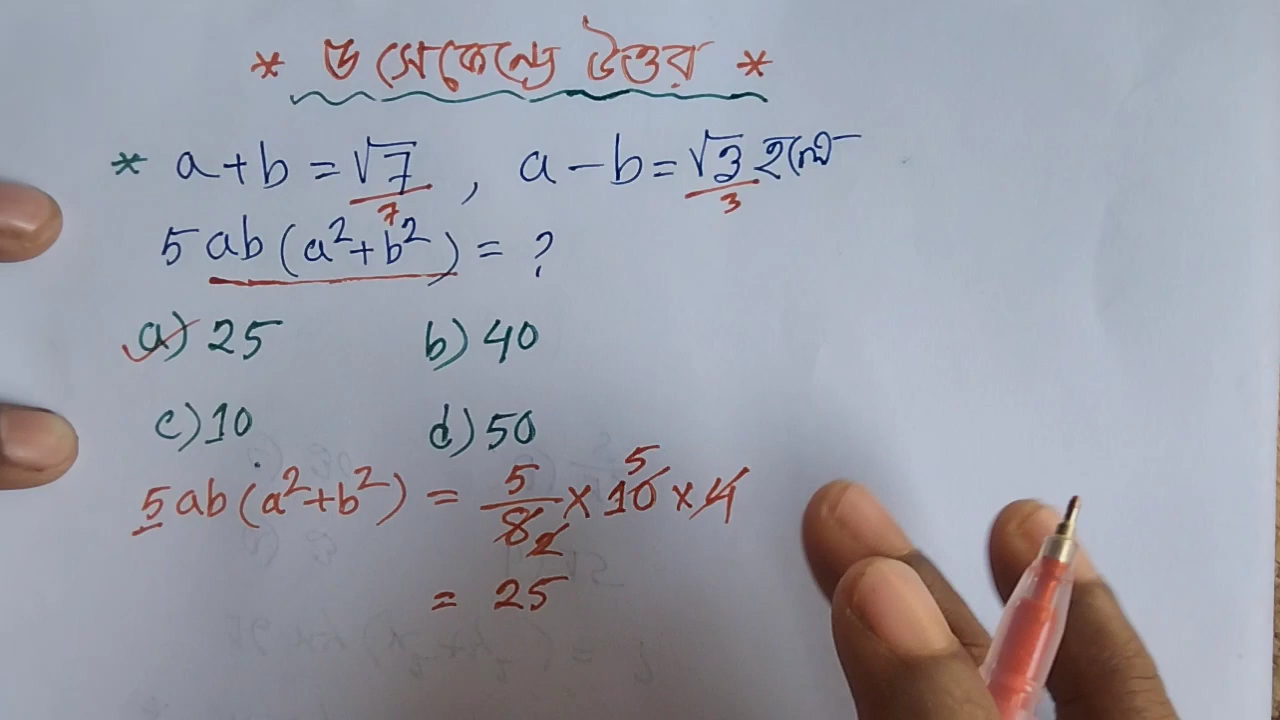 * ৫ সেকেন্ডে উত্তর *
* a+b = √7 , a-b = √3 হলে
7 3
5ab(a²+b²) = ?
a) 25 b) 40
c) 10 d) 50
5ab(a²+b²) = 5/8 2 × 10 5 × 4
= 25